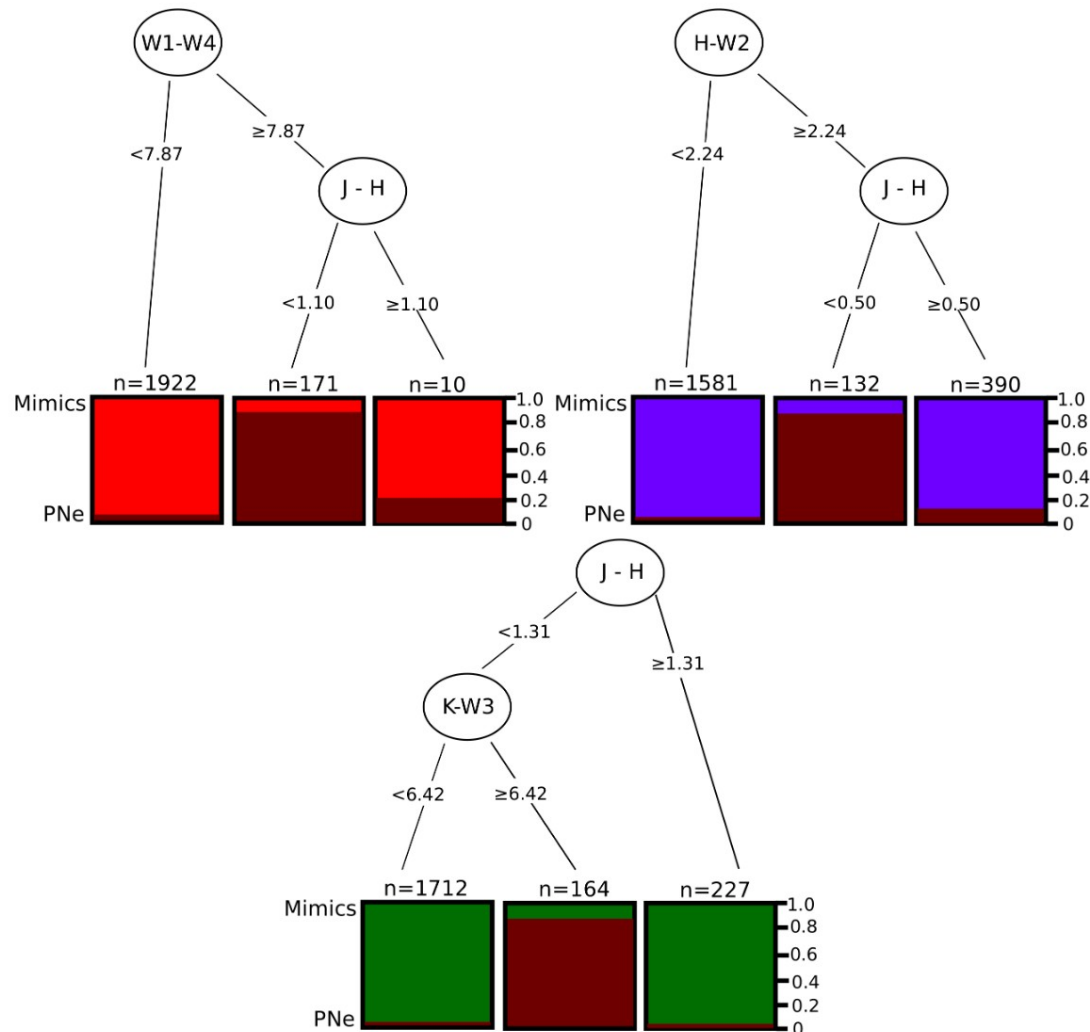 W1-W4
≥7.87
<7.87
J - H
<1.10
≥1.10
n=1922 n=171 n=10
Mimics
1.0
0.8
0.6
0.4
0.2
PNe
0
H-W2
≥2.24
<2.24
J - H
<0.50
≥0.50
n=1581 n=132 n=390
Mimics
1.0
0.8
0.6
0.4
0.2
PNe
0
J - H
<1.31
≥1.31
K-W3
<6.42
≥6.42
n=1712 n=164 n=227
Mimics
1.0
0.8
0.6
0.4
0.2
PNe
0